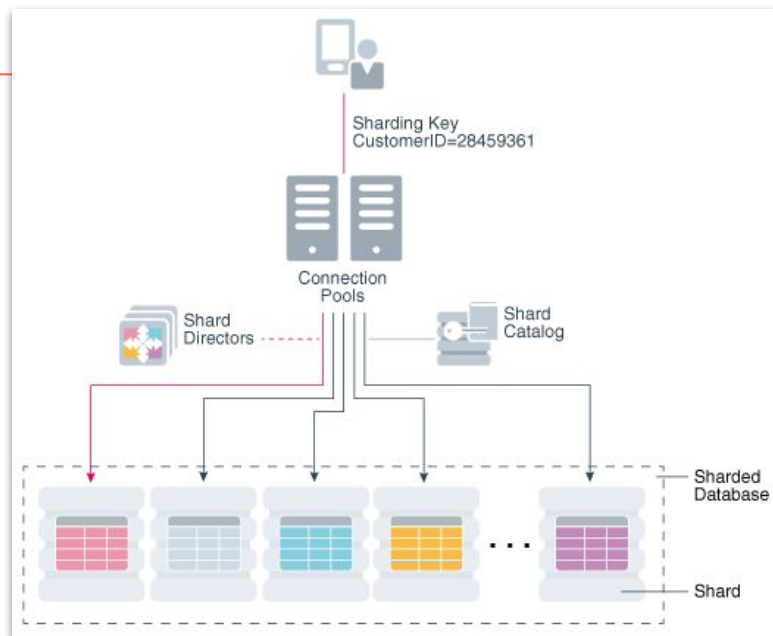 Sharding Key
CustomerID=28459361
Connection
Pools
Shard
Directors
Shard
Catalog
Sharded
Database
. . .
Shard